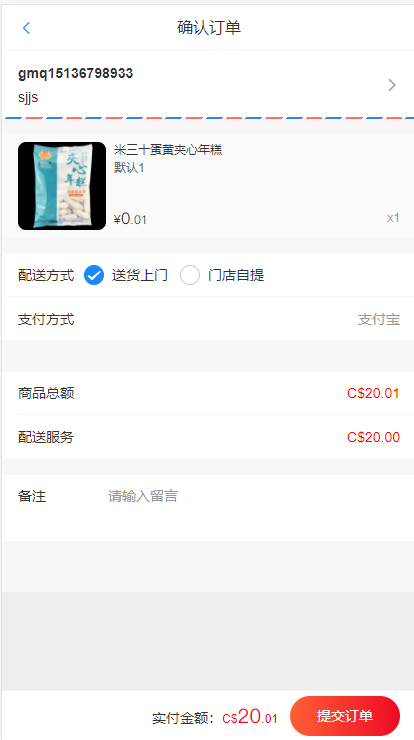 确认订单
gmq15136798933
sjjs
米三十蛋黄夹心年糕
默认1
¥0.01
x1
夹心年糕
配送方式 送货上门 门店自提
支付方式 支付宝
商品总额 C$20.01
配送服务 C$20.00
备注 请输入留言
实付金额：C$20.01 提交订单